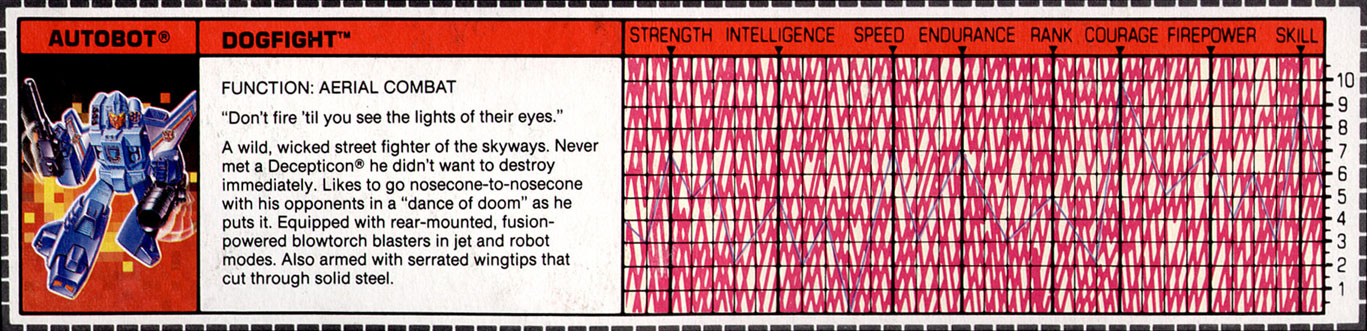 AUTOBOT®
DOGFIGHT™
STRENGTH INTELLIGENCE SPEED ENDURANCE RANK COURAGE FIREPOWER SKILL
FUNCTION: AERIAL COMBAT
“Don't fire 'til you see the lights of their eyes.”
A wild, wicked street fighter of the skyways. Never
met a Decepticon® he didn't want to destroy
immediately. Likes to go nosecone-to-nosecone
with his opponents in a “dance of doom” as he
puts it. Equipped with rear-mounted, fusion-
powered blowtorch blasters in jet and robot
modes. Also armed with serrated wingtips that
cut through solid steel.
10
9
8
7
6
5
4
3
2
1